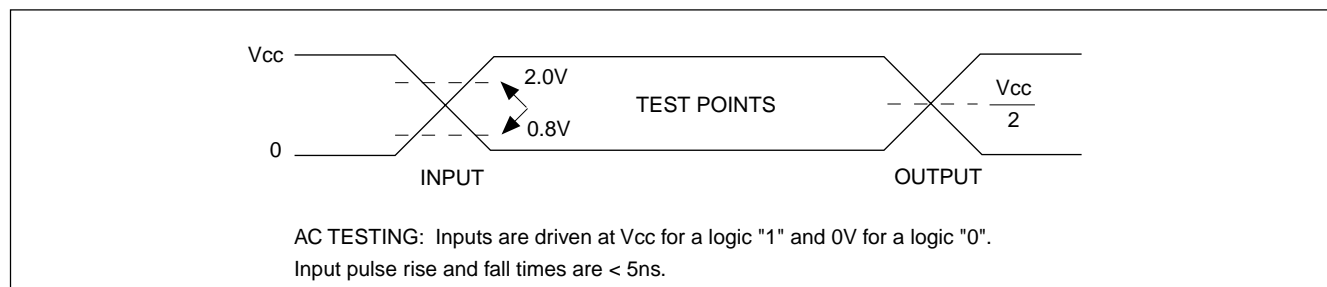 Vcc
2.0V
TEST POINTS
Vcc
2
0.8V
0
INPUT
OUTPUT
AC TESTING: Inputs are driven at Vcc for a logic "1" and 0V for a logic "0".
Input pulse rise and fall times are < 5ns.